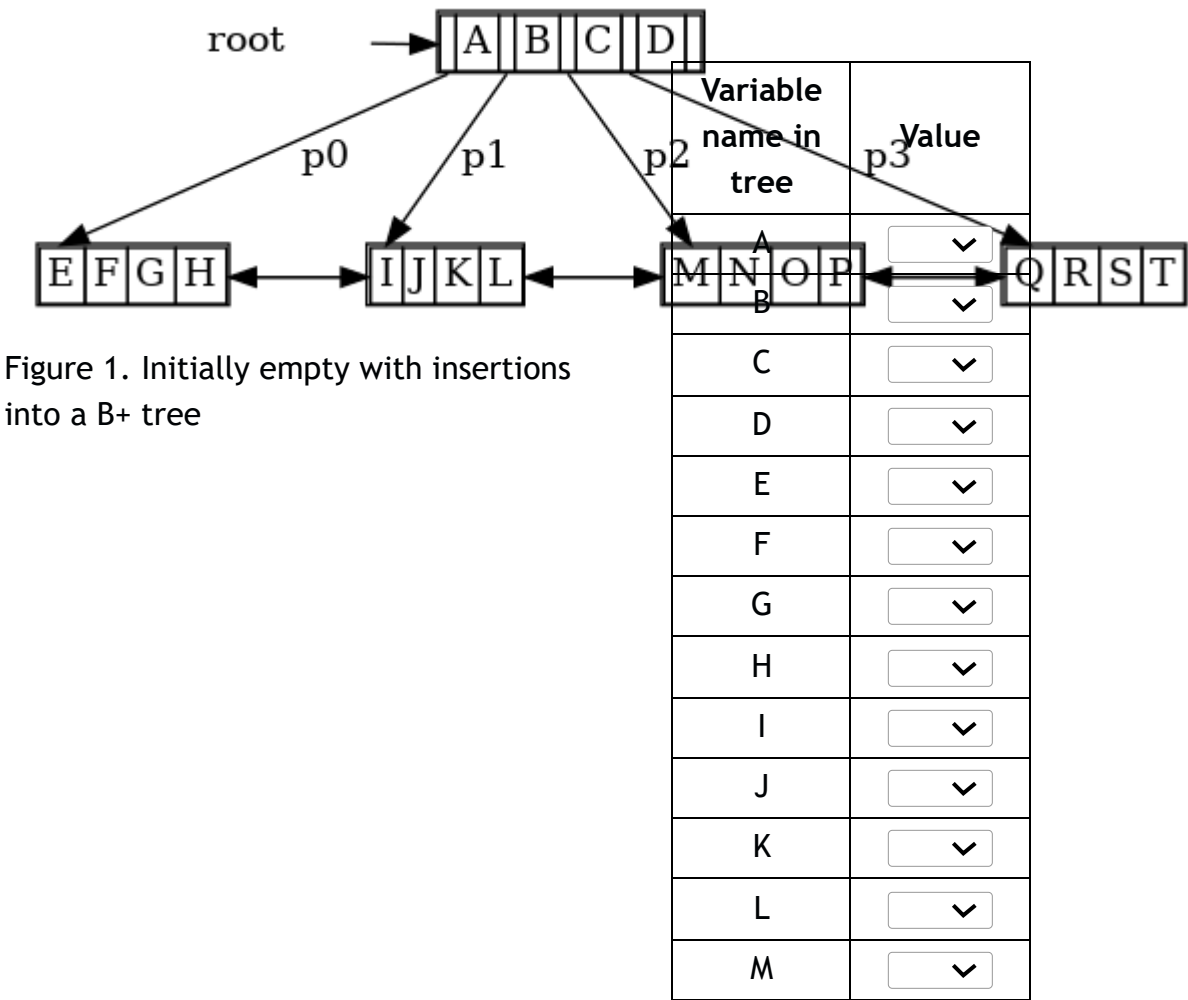 root
A B C D
p0 p1 p2 p3
E F G H
I J K L
M N O P
Q R S T
Figure 1. Initially empty with insertions
into a B+ tree
Variable
name in
tree
Value
A
B
C
D
E
F
G
H
I
J
K
L
M